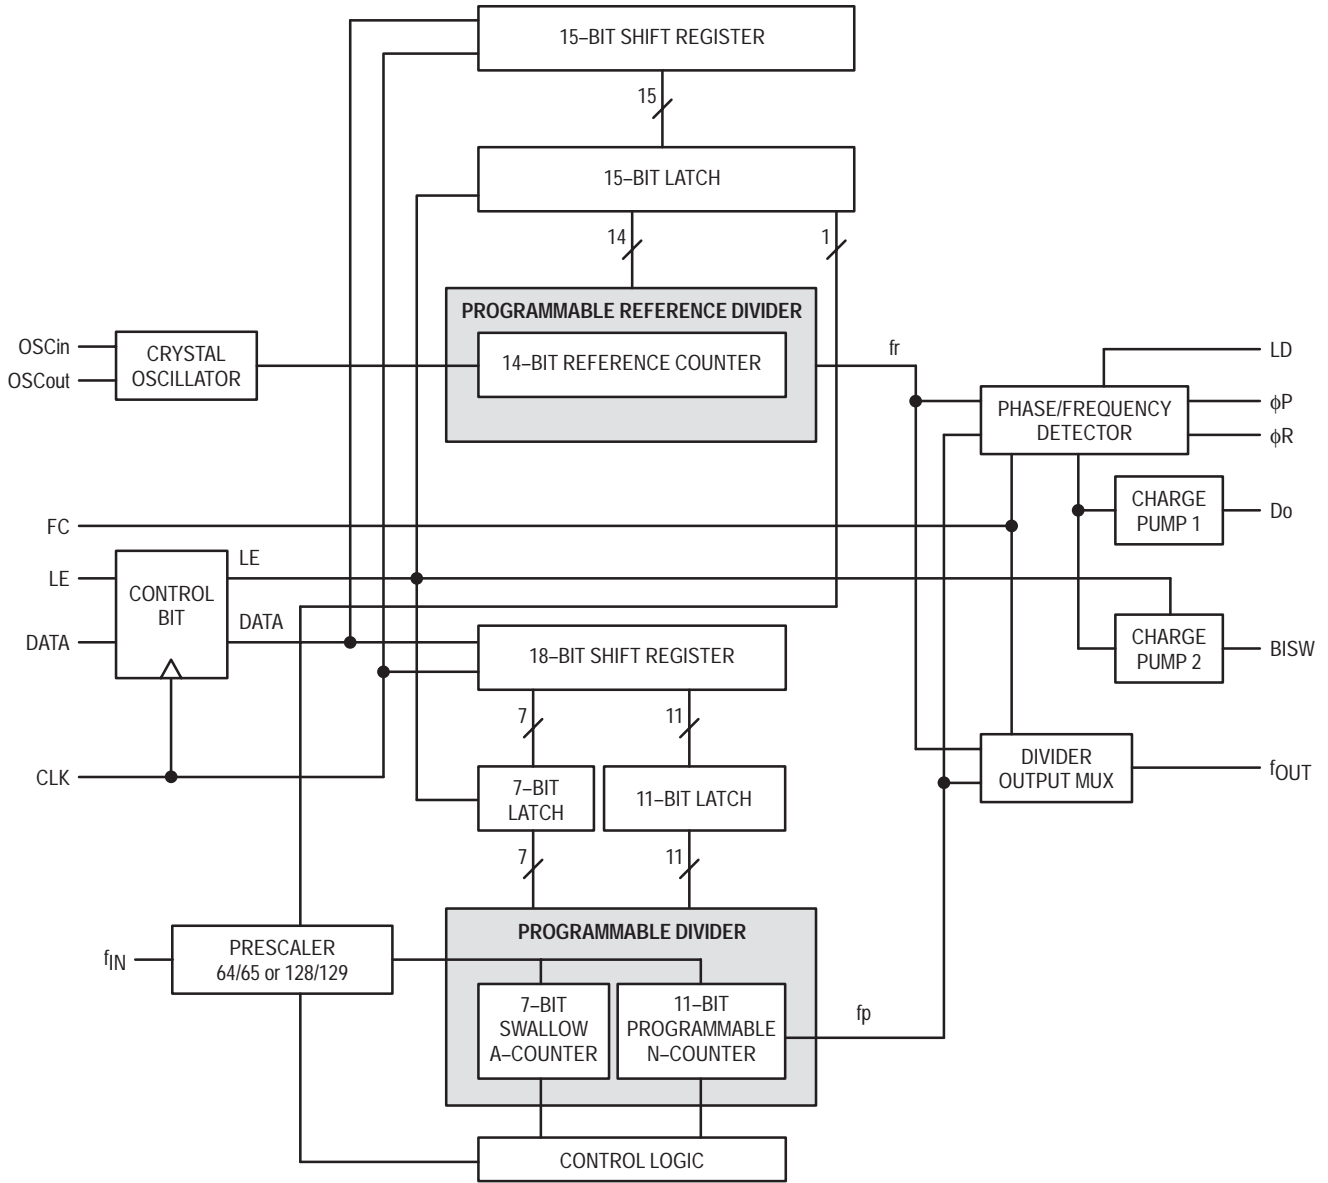 15–BIT SHIFT REGISTER
15
15–BIT LATCH
14
1
PROGRAMMABLE REFERENCE DIVIDER
14–BIT REFERENCE COUNTER
OSCin
OSCout
CRYSTAL
OSCILLATOR
fr
LD
ϕP
ϕR
PHASE/FREQUENCY
DETECTOR
CHARGE
PUMP 1
Do
FC
LE
DATA
CONTROL
BIT
LE
DATA
18–BIT SHIFT REGISTER
CHARGE
PUMP 2
BISW
7
11
CLK
7–BIT
LATCH
11–BIT LATCH
DIVIDER
OUTPUT MUX
fOUT
7
11
PROGRAMMABLE DIVIDER
fIN
PRESCALER
64/65 or 128/129
7–BIT
SWALLOW
A–COUNTER
11–BIT
PROGRAMMABLE
N–COUNTER
fp
CONTROL LOGIC